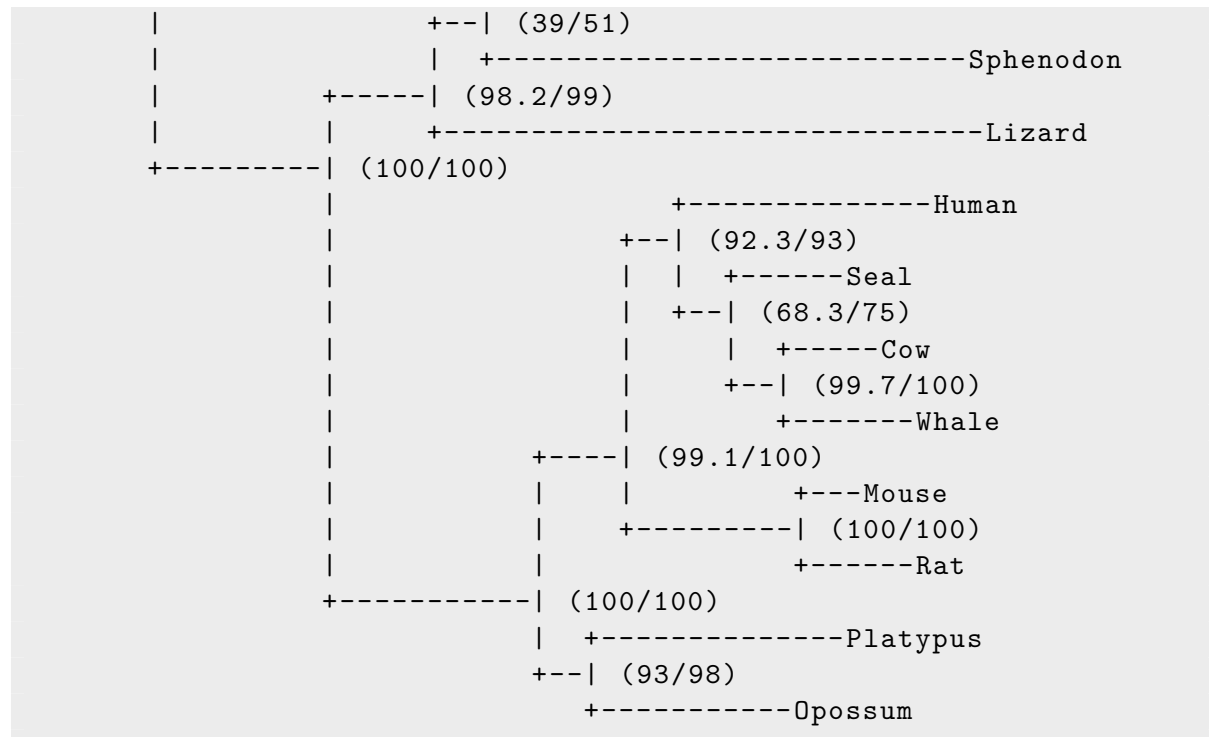 |               +--| (39/51)
|               |  +---------------------------Sphenodon
|         +-----| (98.2/99)
|         |     +-------------------------------Lizard
+---------| (100/100)
          |                   +--------------Human
          |                +--| (92.3/93)
          |                |  |  +------Seal
          |                |  +--| (68.3/75)
          |                |     |  +-----Cow
          |                |     +--| (99.7/100)
          |                |        +-------Whale
          |           +----| (99.1/100)
          |           |    |         +---Mouse
          |           |    +---------| (100/100)
          |           |              +------Rat
          +-----------| (100/100)
                      |  +--------------Platypus
                      +--| (93/98)
                         +-----------Opossum